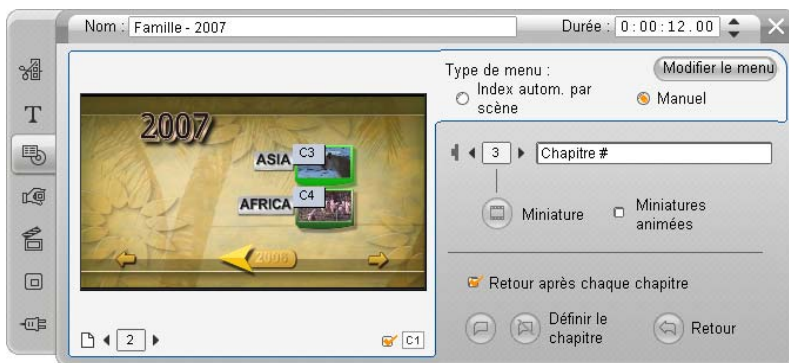 Nom : Famille - 2007
Durée : 0:00:12.00
Type de menu :
Modifier le menu
Index autom. par
scène
Manuel
2007
ASIA C3
AFRICA C4
2006
3 Chapitre #
Miniature
Miniatures
animées
Retour après chaque chapitre
Définir le
chapitre
Retour
2
C1
T